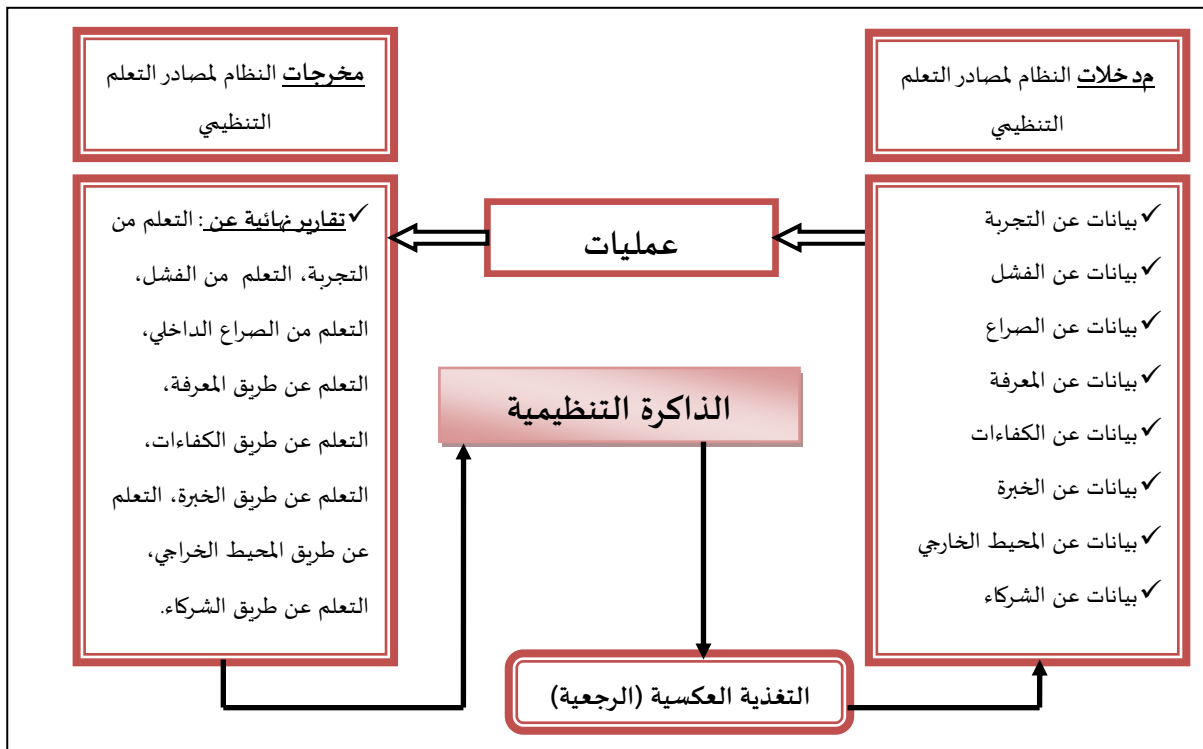 مدخلات النظام لمصادر التعلم
التنظيمي
✓بيانات عن التجربة
✓بيانات عن الفشل
✓بيانات عن الصراع
✓بيانات عن المعرفة
✓بيانات عن الكفاءات
✓بيانات عن الخبرة
✓بيانات عن المحيط الخارجي
✓بيانات عن الشركاء
عمليات
الذاكرة التنظيمية
التغذية العكسية (الرجعية)
مخرجات النظام لمصادر التعلم
التنظيمي
✓تقارير نهائية عن : التعلم من
التجربة، التعلم من الفشل،
التعلم من الصراع الداخلي،
التعلم عن طريق المعرفة،
التعلم عن طريق الكفاءات،
التعلم عن طريق الخبرة، التعلم
عن طريق المحيط الخراجي،
التعلم عن طريق الشركاء.